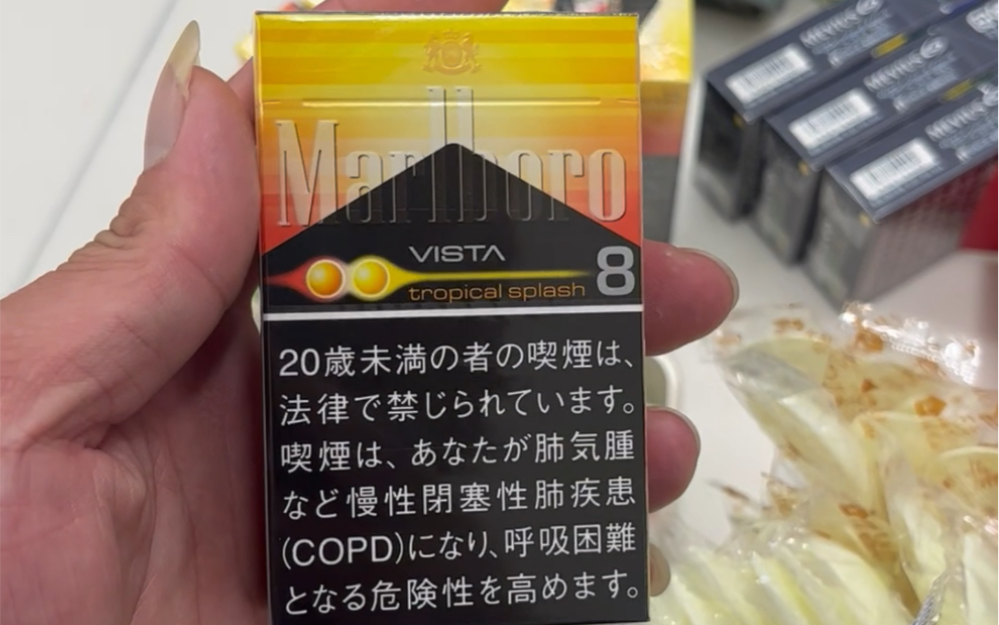 Marlboro
VISTA
tropical splash
8
20歳未満の者の喫煙は、
法律で禁じられています。
喫煙は、あなたが肺気腫
など慢性閉塞性肺疾患
(COPD)になり、呼吸困難
となる危険性を高めます。
MEVIUS
MEVIUS
MEVIUS